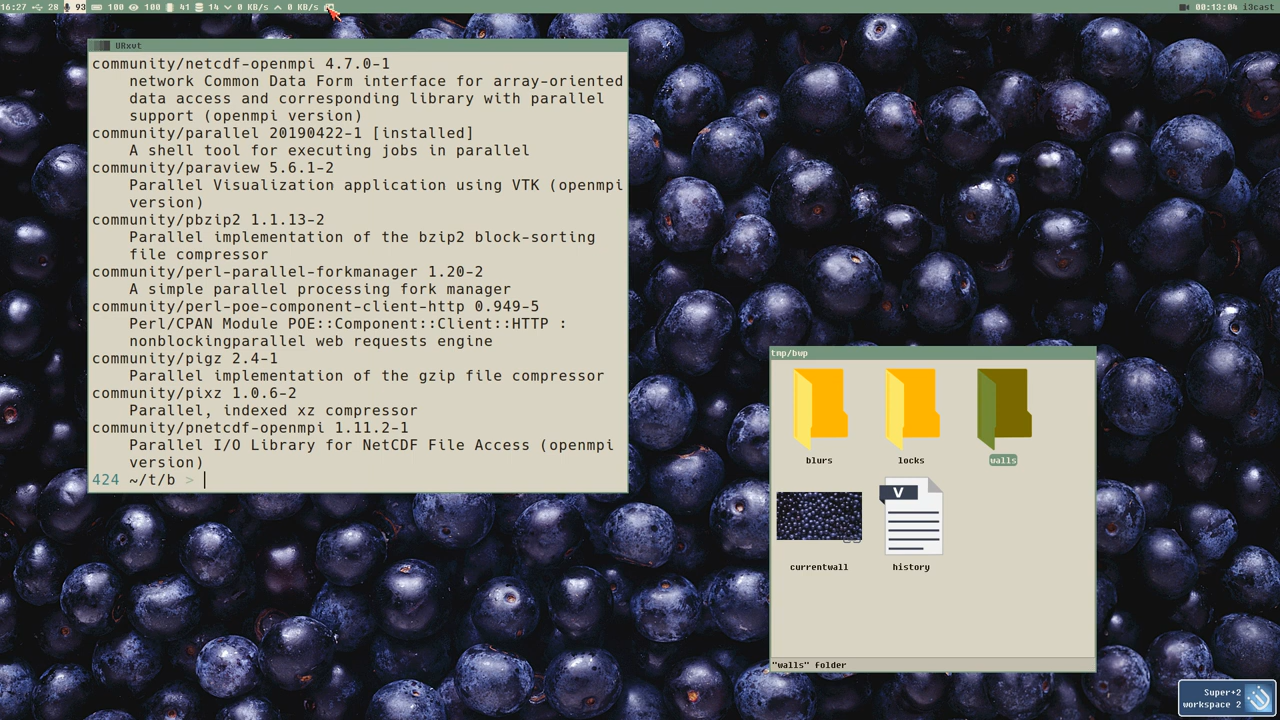 16:27 28 93 100 100 41 14 0 KB/s 0 KB/s
00:13:04 i3cast
URxvt
community/netcdf-openmpi 4.7.0-1
network Common Data Form interface for array-oriented
data access and corresponding library with parallel
support (openmpi version)
community/parallel 20190422-1 [installed]
A shell tool for executing jobs in parallel
community/paraview 5.6.1-2
Parallel Visualization application using VTK (openmpi
version)
community/pbzip2 1.1.13-2
Parallel implementation of the bzip2 block-sorting
file compressor
community/perl-parallel-forkmanager 1.20-2
A simple parallel processing fork manager
community/perl-poe-component-client-http 0.949-5
Perl/CPAN Module POE::Component::Client::HTTP :
nonblockingparallel web requests engine
community/pigz 2.4-1
Parallel implementation of the gzip file compressor
community/pixz 1.0.6-2
Parallel, indexed xz compressor
community/pnetcdf-openmpi 1.11.2-1
Parallel I/O Library for NetCDF File Access (openmpi
version)
424 ~/t/b >
tmp/bwp
blurs locks walls
V
currentwall history
"walls" folder
Super+2
workspace 2